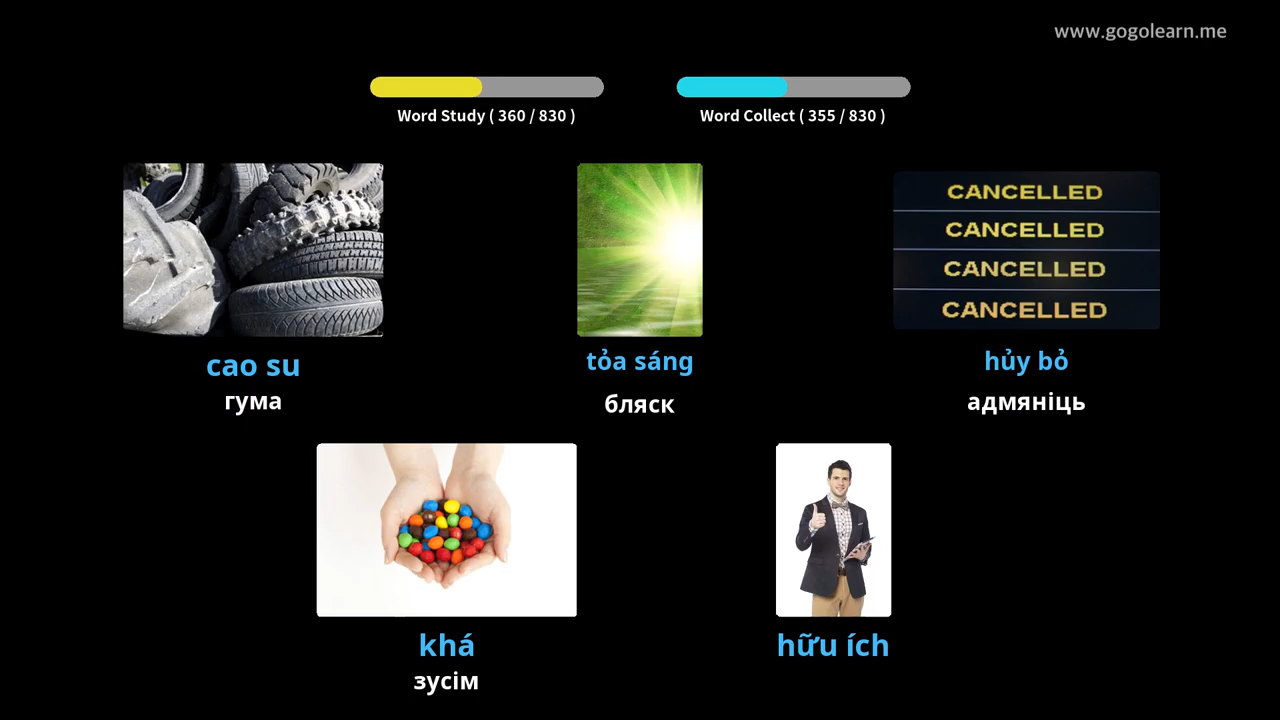 www.gogolearn.me
Word Study ( 360 / 830 )
Word Collect ( 355 / 830 )
CANCELLED
CANCELLED
CANCELLED
CANCELLED
cao su
гума
tỏa sáng
бляск
hủy bỏ
адмяніць
khá
зусім
hữu ích